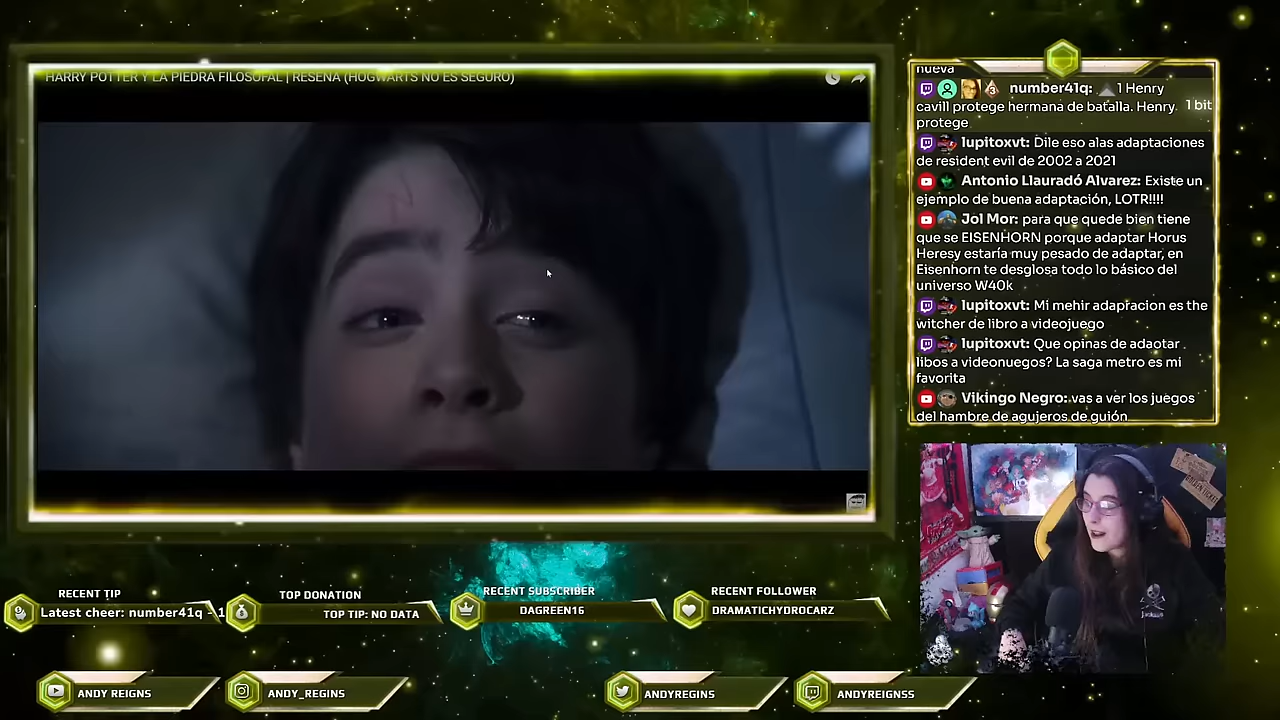 HARRY POTTER Y LA PIEDRA FILOSOFAL | RESEÑA (HOGWARTS NO ES SEGURO)
nueva
number41q: 1 Henry
cavill protege hermana de batalla. Henry
protege
1 bit
lupitoxvt: Dile eso alas adaptaciones
de resident evil de 2002 a 2021
Antonio Llauradó Alvarez: Existe un
ejemplo de buena adaptación, LOTR!!!!
Jol Mor: para que quede bien tiene
que se EISENHORN porque adaptar Horus
Heresy estaría muy pesado de adaptar, en
Eisenhorn te desglosa todo lo básico del
universo W40k
lupitoxvt: Mi mehir adapracion es the
witcher de libro a videojuego
lupitoxvt: Que opinas de adaotar
libos a videonuegos? La saga metro es mi
favorita
Vikingo Negro: vas a ver los juegos
del hambre de agujeros de guión
RECENT TIP
Latest cheer: number41q - 1
TOP DONATION
TOP TIP: NO DATA
RECENT SUBSCRIBER
DAGREEN16
RECENT FOLLOWER
DRAMATICHYDROCARZ
ANDY REIGNS
ANDY_REGINS
ANDYREGINS
ANDYREIGNSS